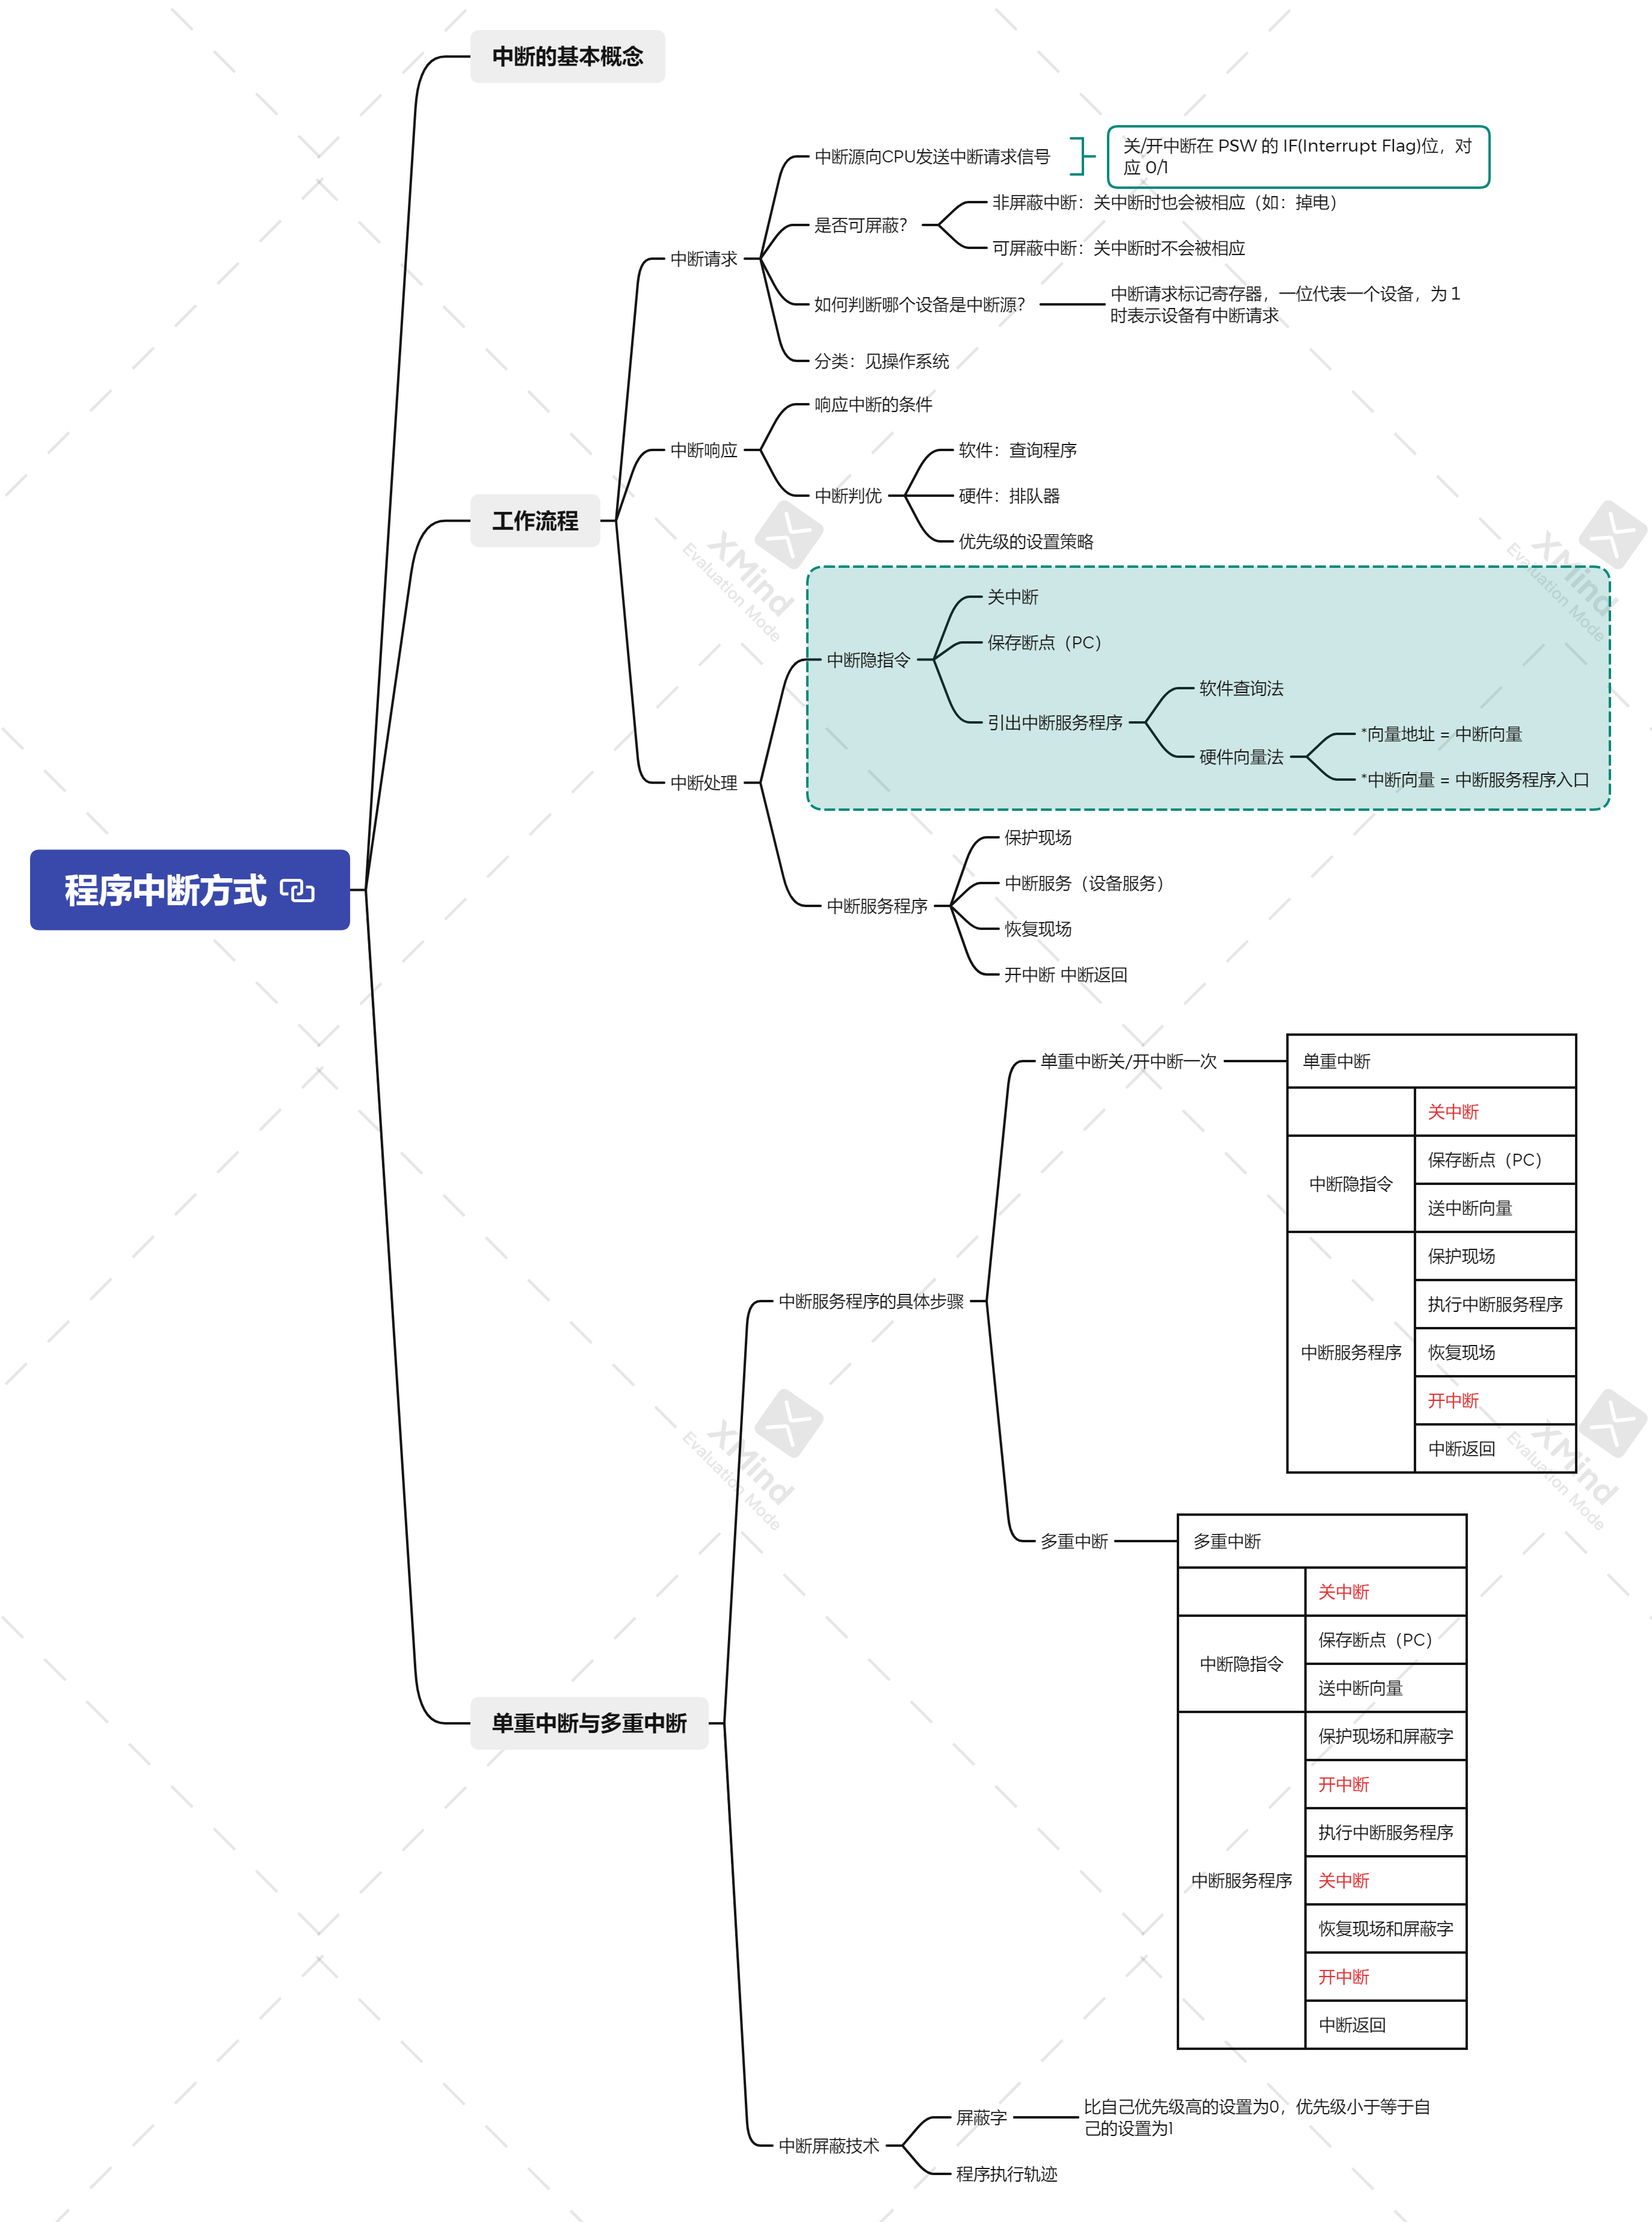 中断的基本概念
中断源向CPU发送中断请求信号
关/开中断在 PSW 的 IF(Interrupt Flag)位，对
应 0/1
非屏蔽中断：关中断时也会被相应（如：掉电）
是否可屏蔽？
可屏蔽中断：关中断时不会被相应
中断请求
如何判断哪个设备是中断源？
中断请求标记寄存器，一位代表一个设备，为 1
时表示设备有中断请求
分类：见操作系统
响应中断的条件
中断响应
软件：查询程序
中断判优
硬件：排队器
优先级的设置策略
工作流程
关中断
保存断点（PC）
中断隐指令
软件查询法
引出中断服务程序
*向量地址 = 中断向量
硬件向量法
*中断向量 = 中断服务程序入口
中断处理
保护现场
中断服务（设备服务）
中断服务程序
恢复现场
开中断 中断返回
程序中断方式
单重中断关/开中断一次
单重中断
关中断
保存断点（PC）
中断隐指令
送中断向量
保护现场
执行中断服务程序
中断服务程序
恢复现场
开中断
中断返回
中断服务程序的具体步骤
多重中断
多重中断
关中断
保存断点（PC）
中断隐指令
送中断向量
保护现场和屏蔽字
开中断
执行中断服务程序
中断服务程序
关中断
恢复现场和屏蔽字
开中断
中断返回
单重中断与多重中断
屏蔽字
比自己优先级高的设置为0，优先级小于等于自
己的设置为1
中断屏蔽技术
程序执行轨迹
XMind
Evaluation Mode
XMind
Evaluation Mode
XMind
Evaluation Mode
XMind
Evaluation Mode